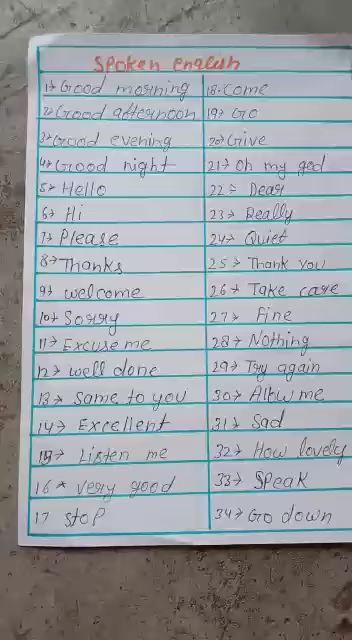 Spoken English
1→ Good morning
2→ Good afternoon
3→ Good evening
4→ Good night
5→ Hello
6→ Hi
7→ Please
8→ Thanks
9→ welcome
10→ Sorry
11→ Excuse me
12→ well done
13→ Same to you
14→ Excellent
15→ Listen me
16→ very good
17 stop
18. Come
19→ Go
20→ Give
21→ Oh my god
22→ Dear
23→ Really
24→ Quiet
25→ Thank you
26→ Take care
27→ Fine
28→ Nothing
29→ Try again
30→ Allow me
31→ Sad
32→ How lovely
33→ Speak
34→ Go down